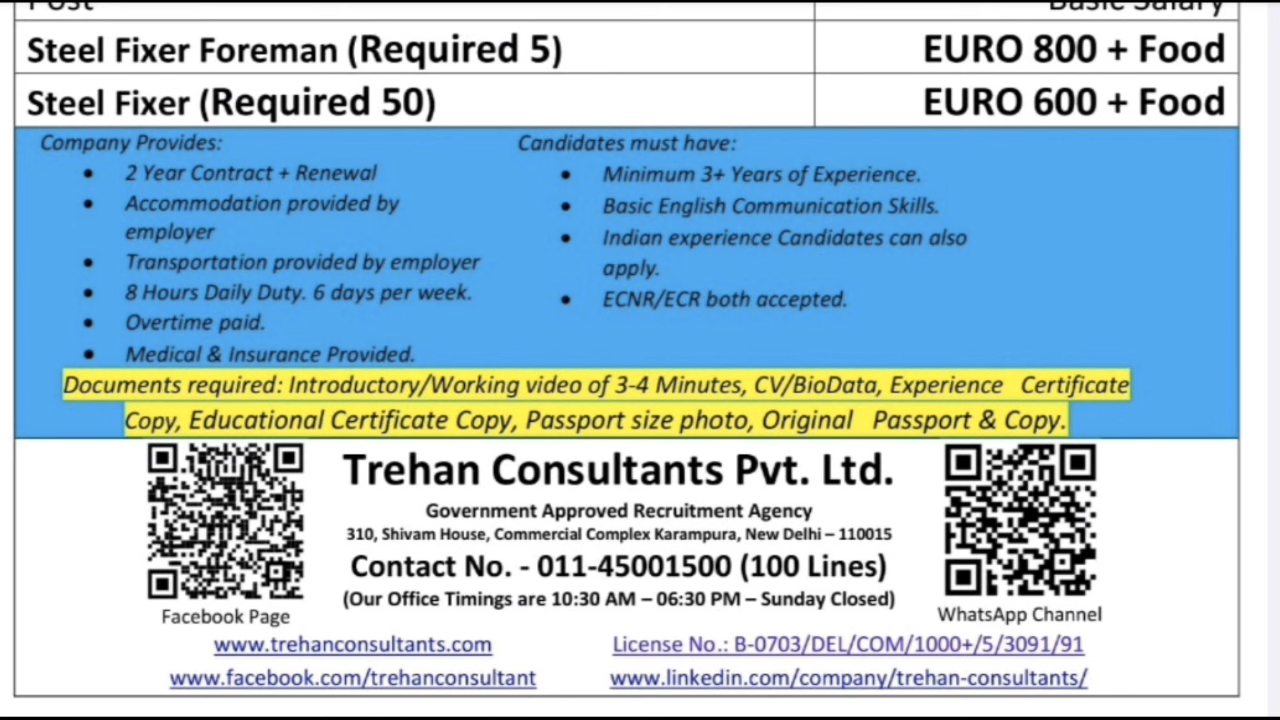 Post Basic Salary
Steel Fixer Foreman (Required 5) EURO 800 + Food
Steel Fixer (Required 50) EURO 600 + Food
Company Provides:
• 2 Year Contract + Renewal
• Accommodation provided by
employer
• Transportation provided by employer
• 8 Hours Daily Duty. 6 days per week.
• Overtime paid.
• Medical & Insurance Provided.
Candidates must have:
• Minimum 3+ Years of Experience.
• Basic English Communication Skills.
• Indian experience Candidates can also
apply.
• ECNR/ECR both accepted.
Documents required: Introductory/Working video of 3-4 Minutes, CV/BioData, Experience Certificate
Copy, Educational Certificate Copy, Passport size photo, Original Passport & Copy.
Trehan Consultants Pvt. Ltd.
Government Approved Recruitment Agency
310, Shivam House, Commercial Complex Karampura, New Delhi – 110015
Contact No. - 011-45001500 (100 Lines)
(Our Office Timings are 10:30 AM – 06:30 PM – Sunday Closed)
Facebook Page
WhatsApp Channel
www.trehanconsultants.com License No.: B-0703/DEL/COM/1000+/5/3091/91
www.facebook.com/trehanconsultant www.linkedin.com/company/trehan-consultants/